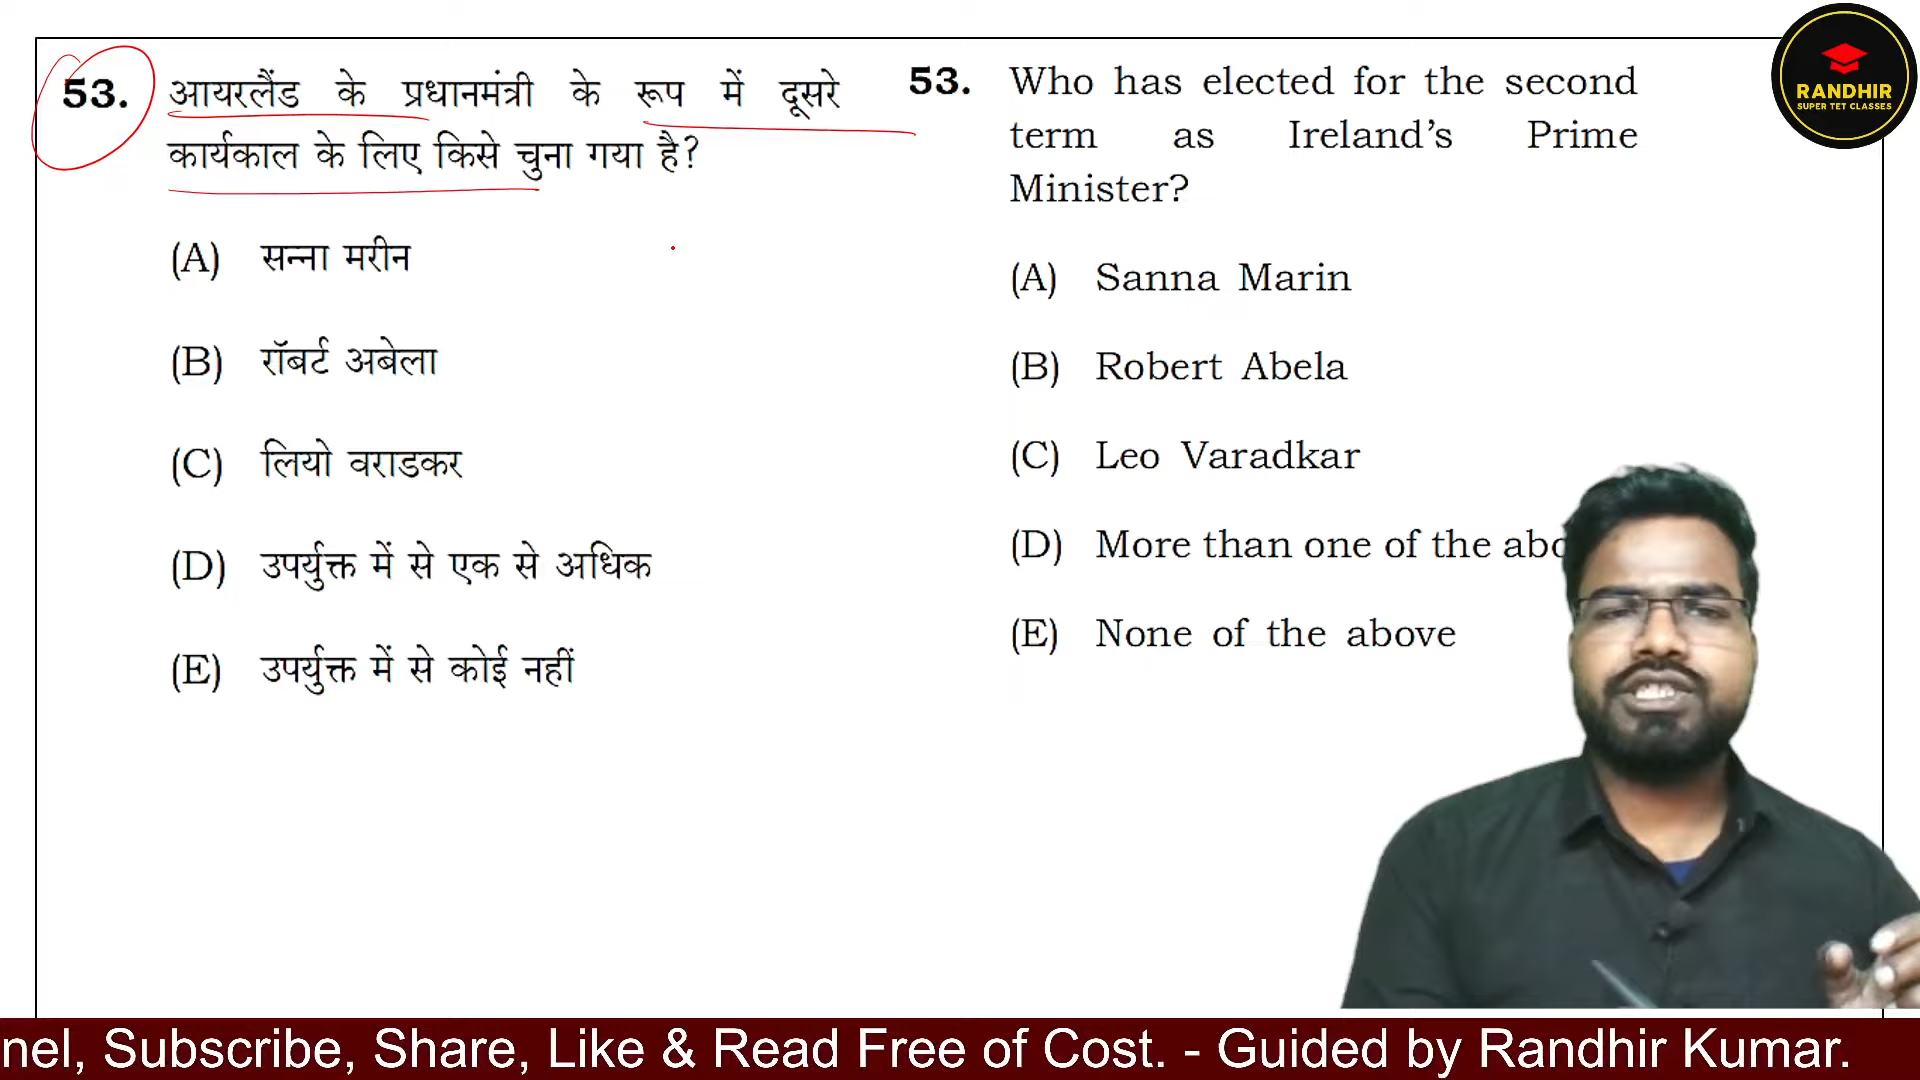 53. आयरलैंड के प्रधानमंत्री के रूप में दूसरे
कार्यकाल के लिए किसे चुना गया है?
(A) सन्ना मरीन
(B) रॉबर्ट अबेला
(C) लियो वराडकर
(D) उपर्युक्त में से एक से अधिक
(E) उपर्युक्त में से कोई नहीं
53. Who has elected for the second
term as Ireland's Prime
Minister?
(A) Sanna Marin
(B) Robert Abela
(C) Leo Varadkar
(D) More than one of the
(E) None of the above
RANDHIR
SUPER TET CLASSES
Subscribe, Share, Like & Read Free of Cost. - Guided by Randhir Kumar.